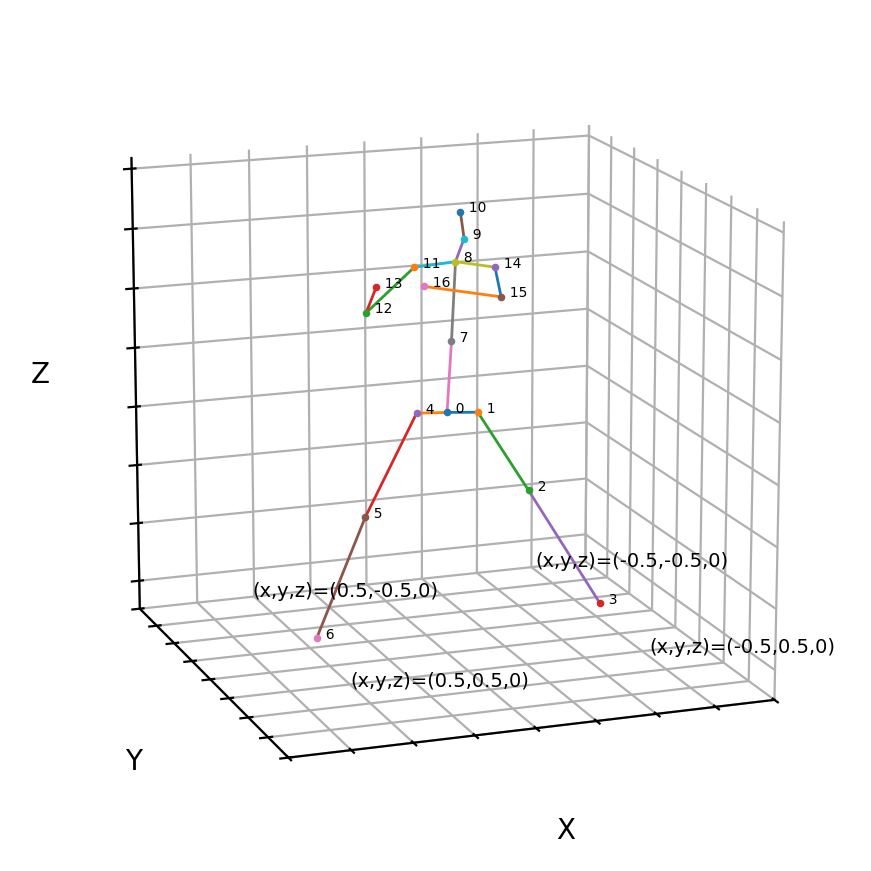 10
9
8
11
14
13
16
15
12
7
Z
4
0
1
2
5
(x,y,z)=(-0.5,-0.5,0)
(x,y,z)=(0.5,-0.5,0)
3
6
(x,y,z)=(-0.5,0.5,0)
(x,y,z)=(0.5,0.5,0)
Y
X